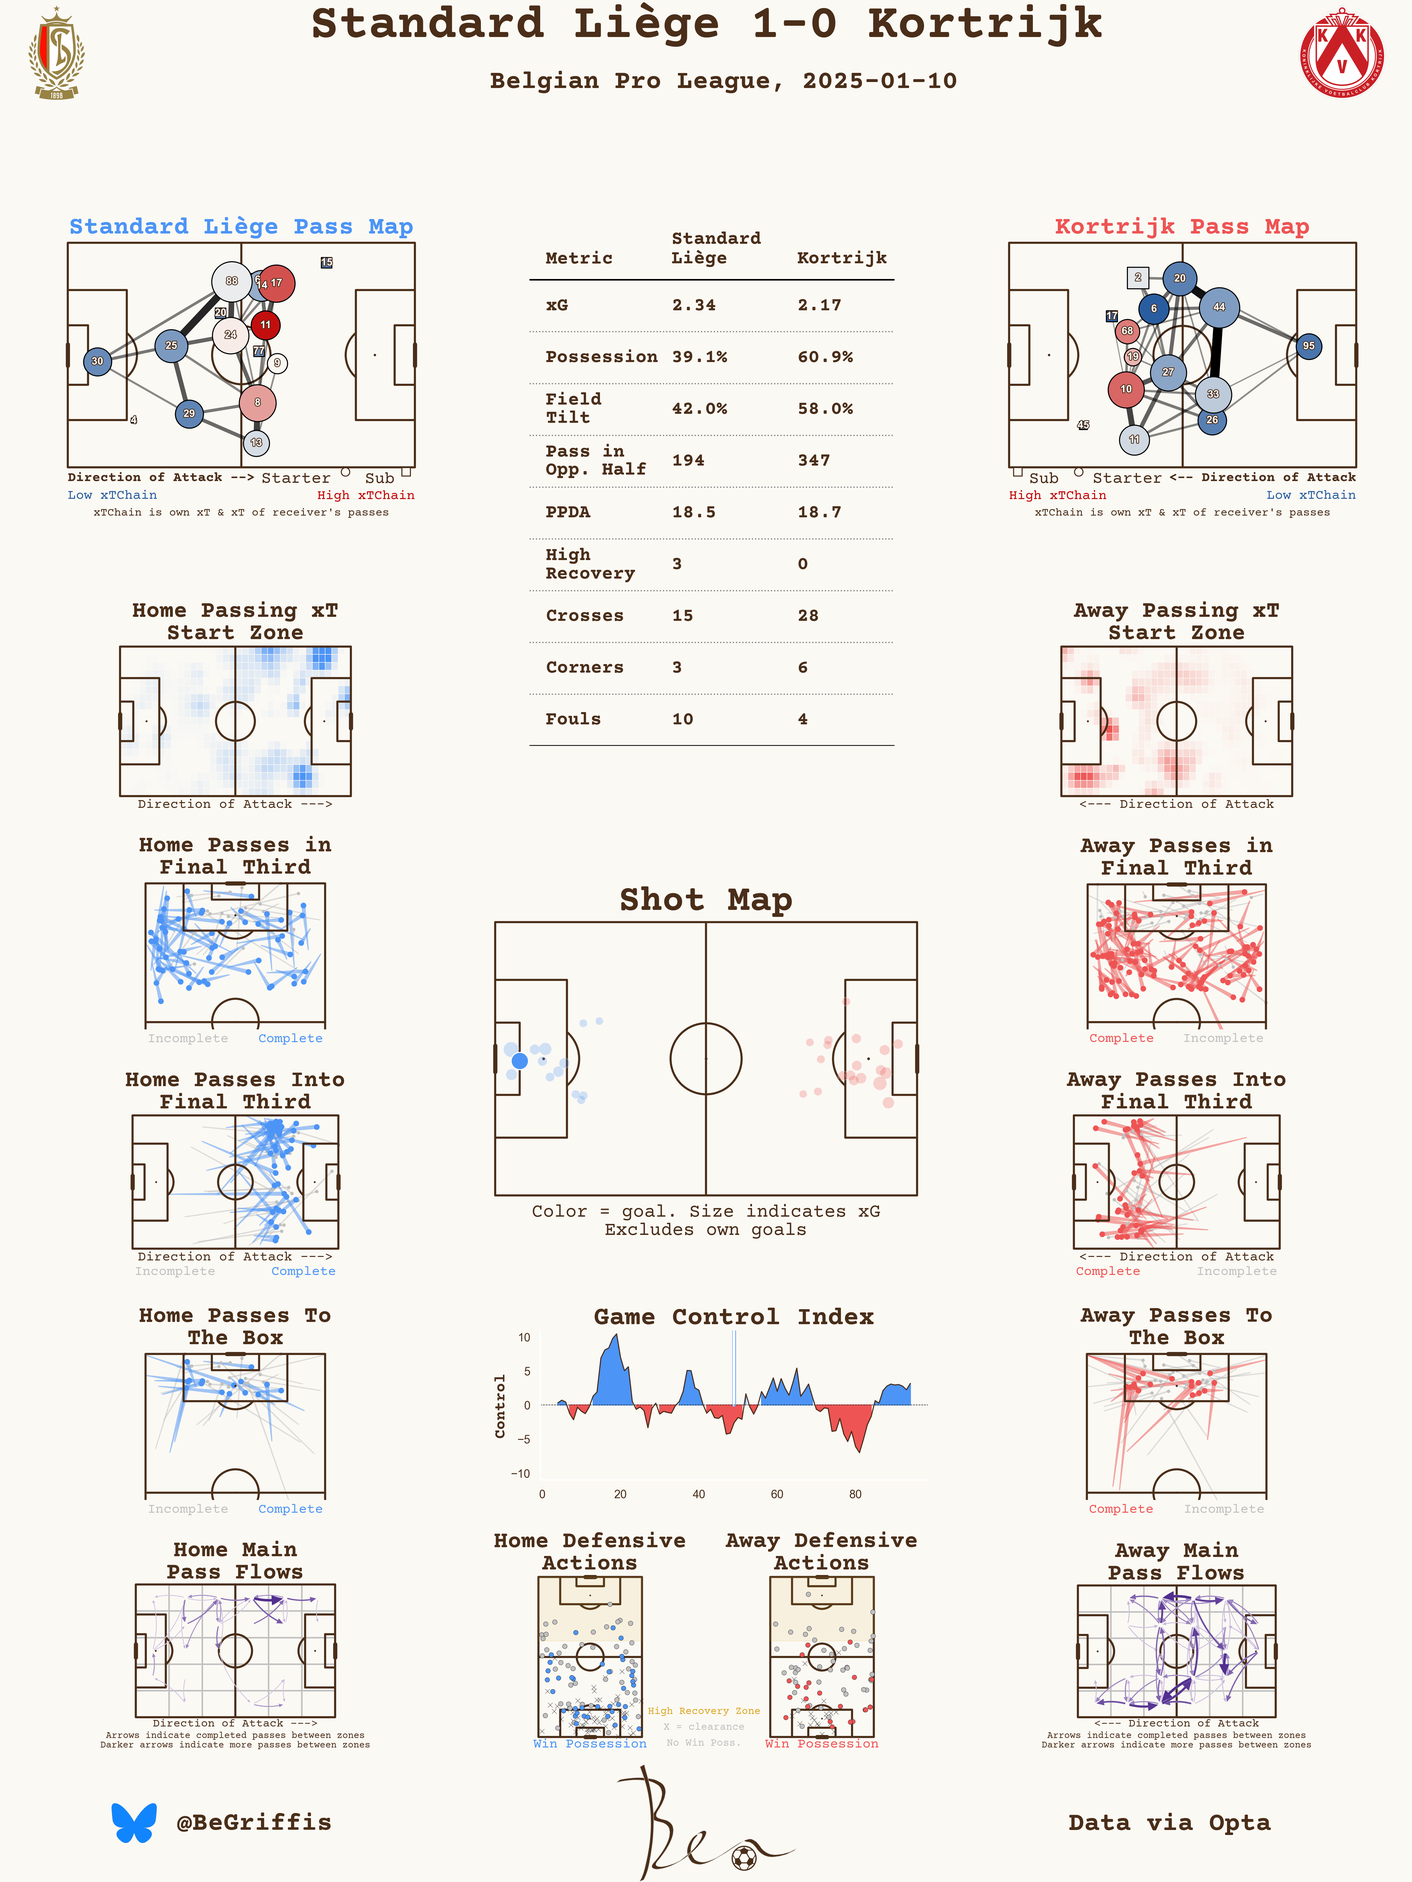 Standard Liège 1-0 Kortrijk
Belgian Pro League, 2025-01-10
1898
K K
V
KONINKLIJKE VOETBALCLUB KORTRIJK
Standard Liège Pass Map
15
88
14
17
20
11
24
25
77
30
9
8
29
4
13
Direction of Attack --> Starter Sub
Low xTChain High xTChain
xTChain is own xT & xT of receiver's passes
Metric Standard Liège Kortrijk
xG 2.34 2.17
Possession 39.1% 60.9%
Field Tilt 42.0% 58.0%
Pass in Opp. Half 194 347
PPDA 18.5 18.7
High Recovery 3 0
Crosses 15 28
Corners 3 6
Fouls 10 4
Kortrijk Pass Map
2
20
6
44
17
68
95
19
27
10
33
26
45
11
Sub Starter <-- Direction of Attack
High xTChain Low xTChain
xTChain is own xT & xT of receiver's passes
Home Passing xT
Start Zone
Direction of Attack --->
Away Passing xT
Start Zone
<--- Direction of Attack
Home Passes in
Final Third
Incomplete Complete
Away Passes in
Final Third
Complete Incomplete
Shot Map
Color = goal. Size indicates xG
Excludes own goals
Home Passes Into
Final Third
Direction of Attack --->
Incomplete Complete
Away Passes Into
Final Third
<--- Direction of Attack
Complete Incomplete
Home Passes To
The Box
Incomplete Complete
Game Control Index
Control
10
5
0
−5
−10
0 20 40 60 80
Away Passes To
The Box
Complete Incomplete
Home Main
Pass Flows
Direction of Attack --->
Arrows indicate completed passes between zones
Darker arrows indicate more passes between zones
Home Defensive
Actions
Win Possession
High Recovery Zone
X = clearance
No Win Poss.
Away Defensive
Actions
Win Possession
Away Main
Pass Flows
<--- Direction of Attack
Arrows indicate completed passes between zones
Darker arrows indicate more passes between zones
@BeGriffis
Ben
Data via Opta